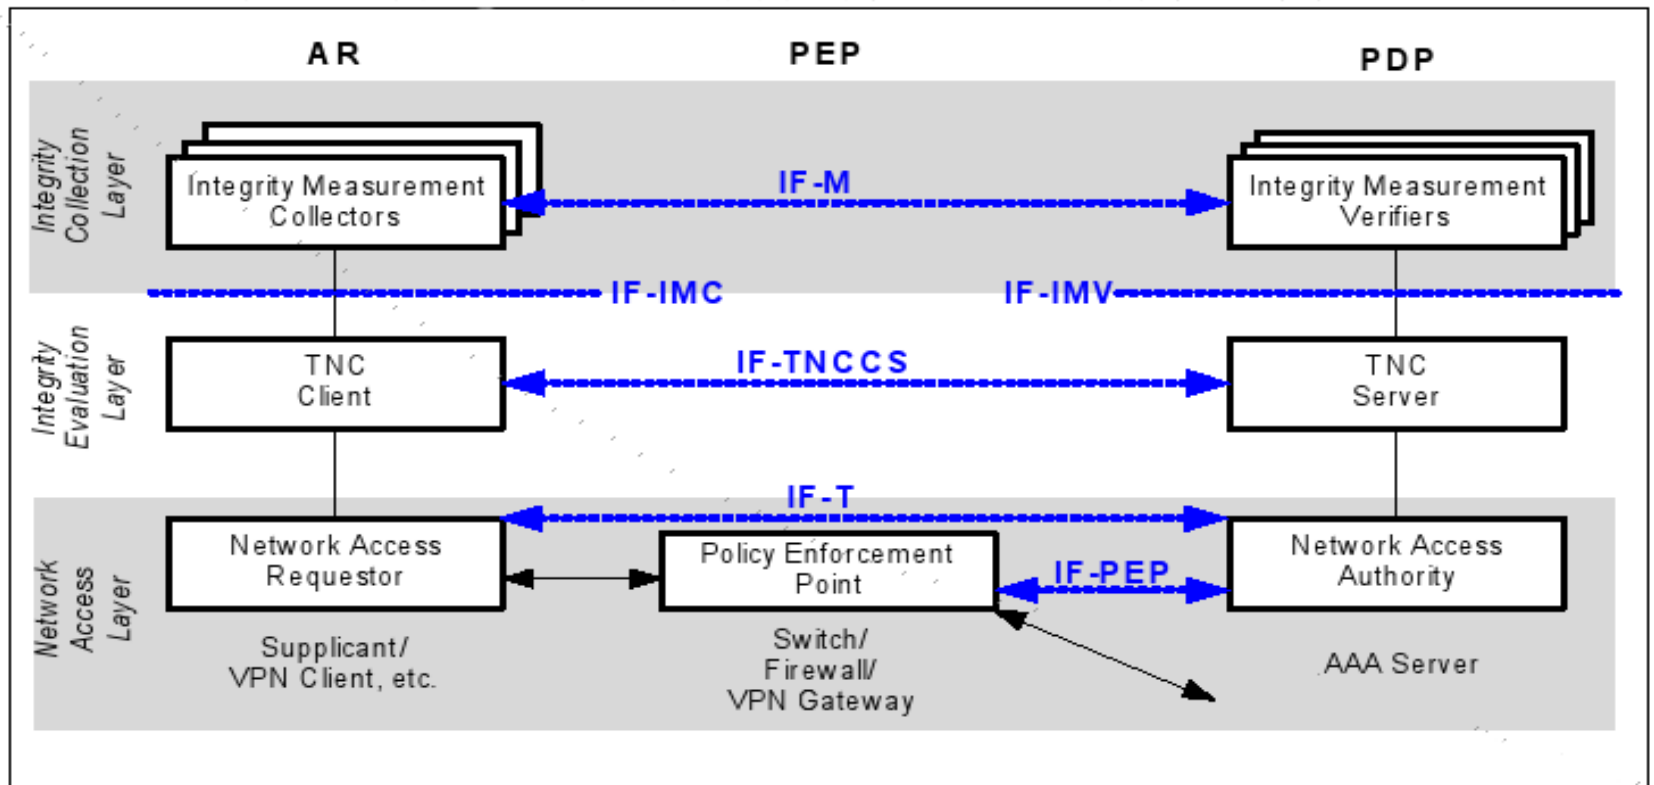 AR
PEP
PDP
Integrity
Collection
Layer
Integrity Measurement
Collectors
IF-M
Integrity Measurement
Verifiers
IF-IMC
IF-IMV
Integrity
Evaluation
Layer
TNC
Client
IF-TNCCS
TNC
Server
Network
Access
Layer
IF-T
Network Access
Requestor
Policy Enforcement
Point
IF-PEP
Network Access
Authority
Supplicant/
VPN Client, etc.
Switch/
Firewall/
VPN Gateway
AAA Server